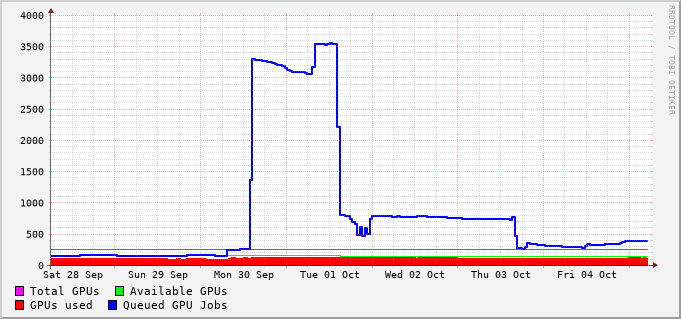 4000
3500
3000
2500
2000
1500
1000
500
0
Sat 28 Sep Sun 29 Sep Mon 30 Sep Tue 01 Oct Wed 02 Oct Thu 03 Oct Fri 04 Oct
Total GPUs Available GPUs
GPUs used Queued GPU Jobs
RRDTOOL / TOBI OETIKER